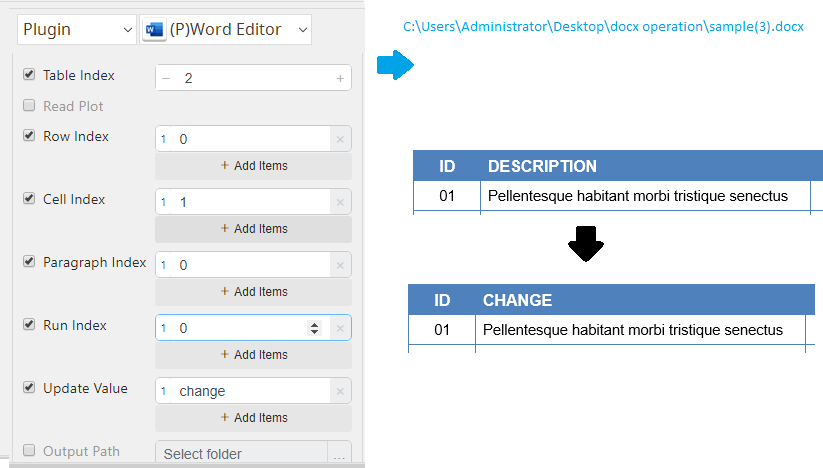 Plugin
(P)Word Editor
C:\Users\Administrator\Desktop\docx operation\sample(3).docx
Table Index
− 2 +
Read Plot
Row Index
1 0 ×
+ Add Items
Cell Index
1 1 ×
+ Add Items
Paragraph Index
1 0 ×
+ Add Items
Run Index
1 0 ×
+ Add Items
Update Value
1 change ×
+ Add Items
Output Path
Select folder ...
ID DESCRIPTION
01 Pellentesque habitant morbi tristique senectus
ID CHANGE
01 Pellentesque habitant morbi tristique senectus